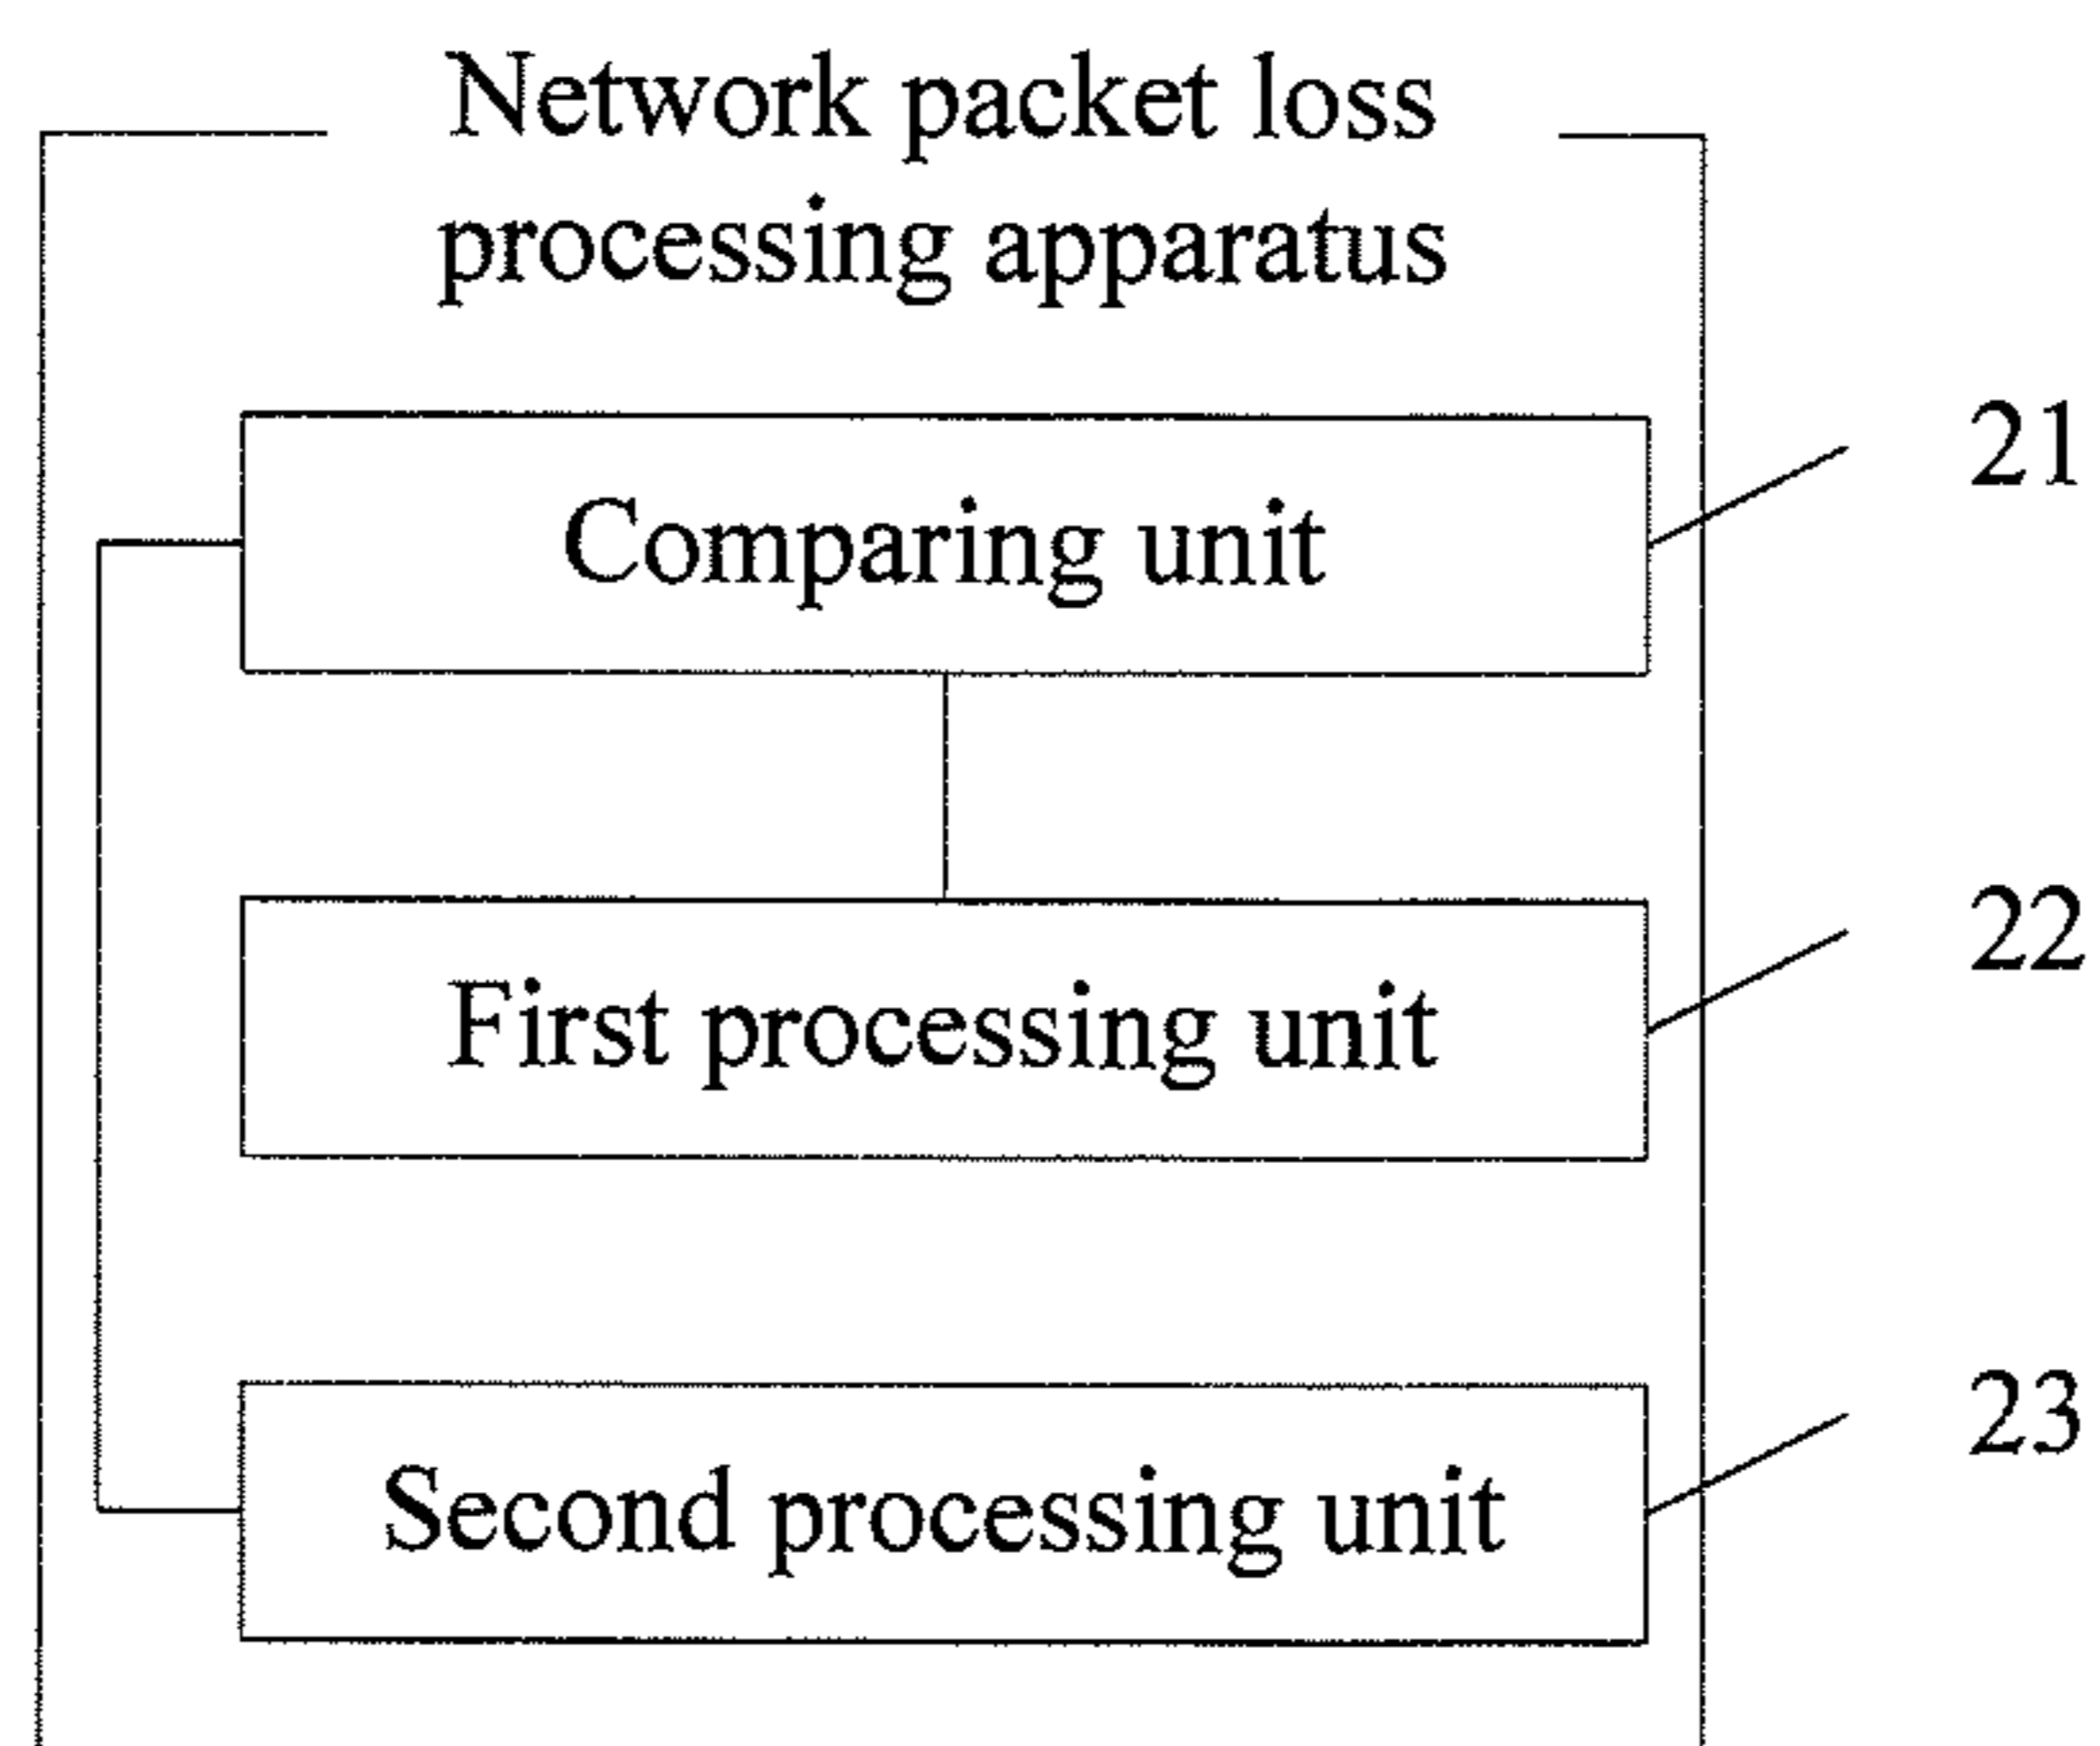 Network packet loss
processing apparatus
Comparing unit
21
First processing unit
22
Second processing unit
23